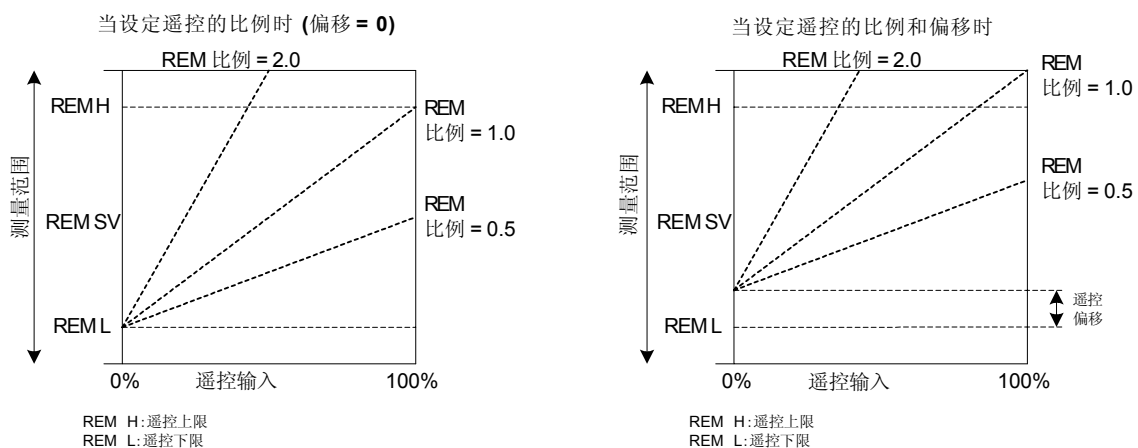 当设定遥控的比例时 (偏移 = 0)
REM 比例 = 2.0
REM H
REM
比例 = 1.0
测量范围
REM SV
REM
比例 = 0.5
REM L
0%
遥控输入
100%
REM H:遥控上限
REM L:遥控下限
当设定遥控的比例和偏移时
REM 比例 = 2.0
REM
比例 = 1.0
REM H
测量范围
REM SV
REM
比例 = 0.5
遥控
偏移
REM L
0%
遥控输入
100%
REM H:遥控上限
REM L:遥控下限